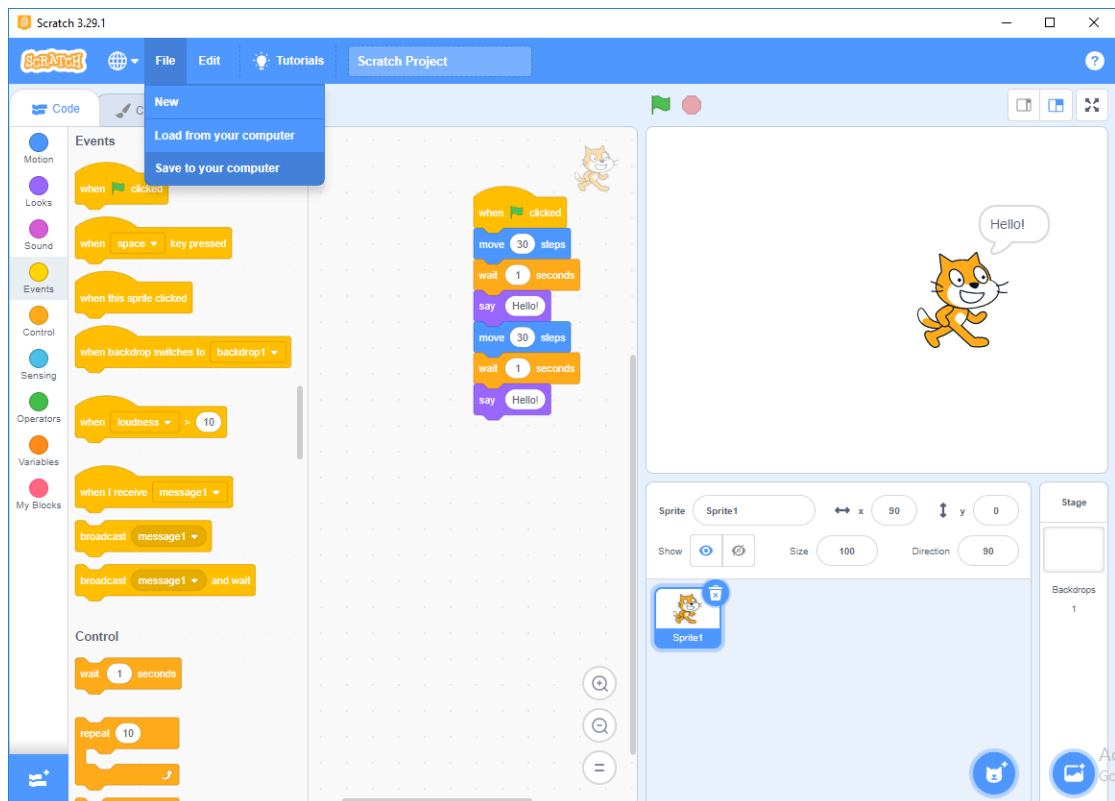 Scratch 3.29.1
SCRATCH File Edit Tutorials Scratch Project ?
New
Load from your computer
Save to your computer
Code
C
Motion
Looks
Sound
Events
Control
Sensing
Operators
Variables
My Blocks
Events
when clicked
when space key pressed
when this sprite clicked
when backdrop switches to backdrop1
when loudness > 10
when I receive message1
broadcast message1
broadcast message1 and wait
Control
wait 1 seconds
repeat 10
when clicked
move 30 steps
wait 1 seconds
say Hello!
move 30 steps
wait 1 seconds
say Hello!
Hello!
Sprite Sprite1 x 90 y 0
Show Size 100 Direction 90
Sprite1
Stage
Backdrops
1